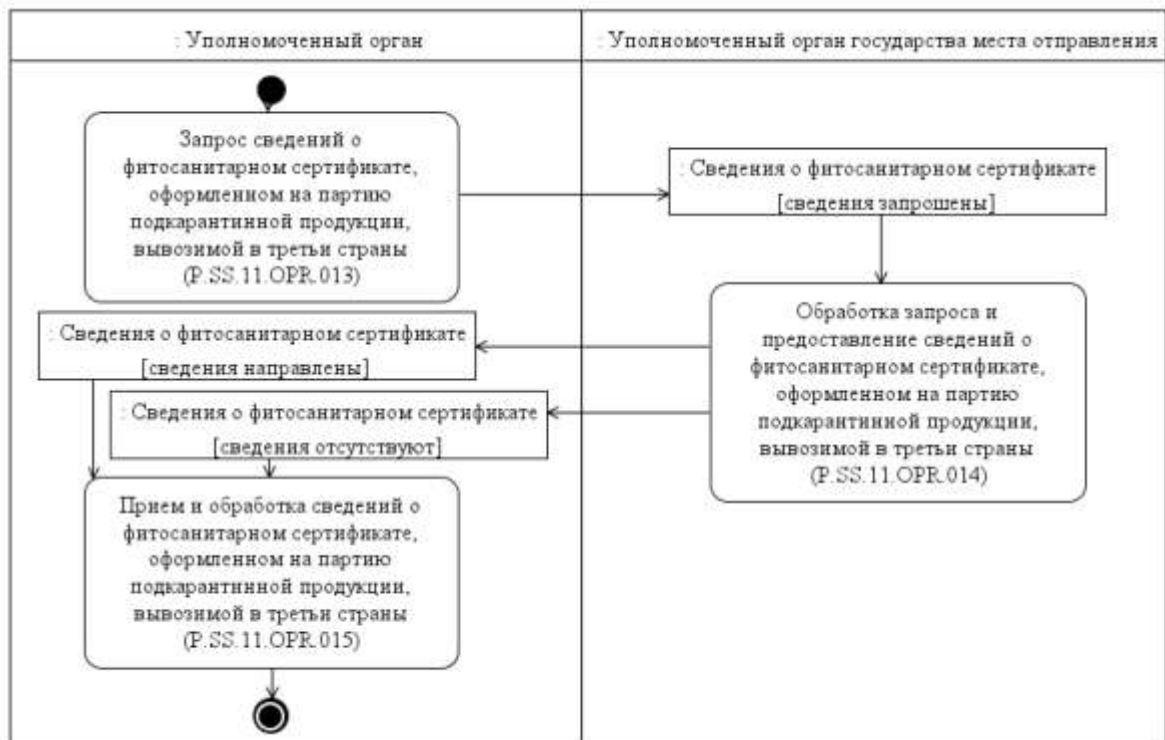 : Уполномоченный орган
: Уполномоченный орган государства места отправления
Запрос сведений о
фитосанитарном сертификате,
оформленном на партию
подкарантинной продукции,
вывозимой в третьи страны
(P.SS.11.OPR.013)
: Сведения о фитосанитарном сертификате
[сведения запрошены]
Обработка запроса и
предоставление сведений о
фитосанитарном сертификате,
оформленном на партию
подкарантинной продукции,
вывозимой в третьи страны
(P.SS.11.OPR.014)
: Сведения о фитосанитарном сертификате
[сведения направлены]
: Сведения о фитосанитарном сертификате
[сведения отсутствуют]
Прием и обработка сведений о
фитосанитарном сертификате,
оформленном на партию
подкарантинной продукции,
вывозимой в третьи страны
(P.SS.11.OPR.015)